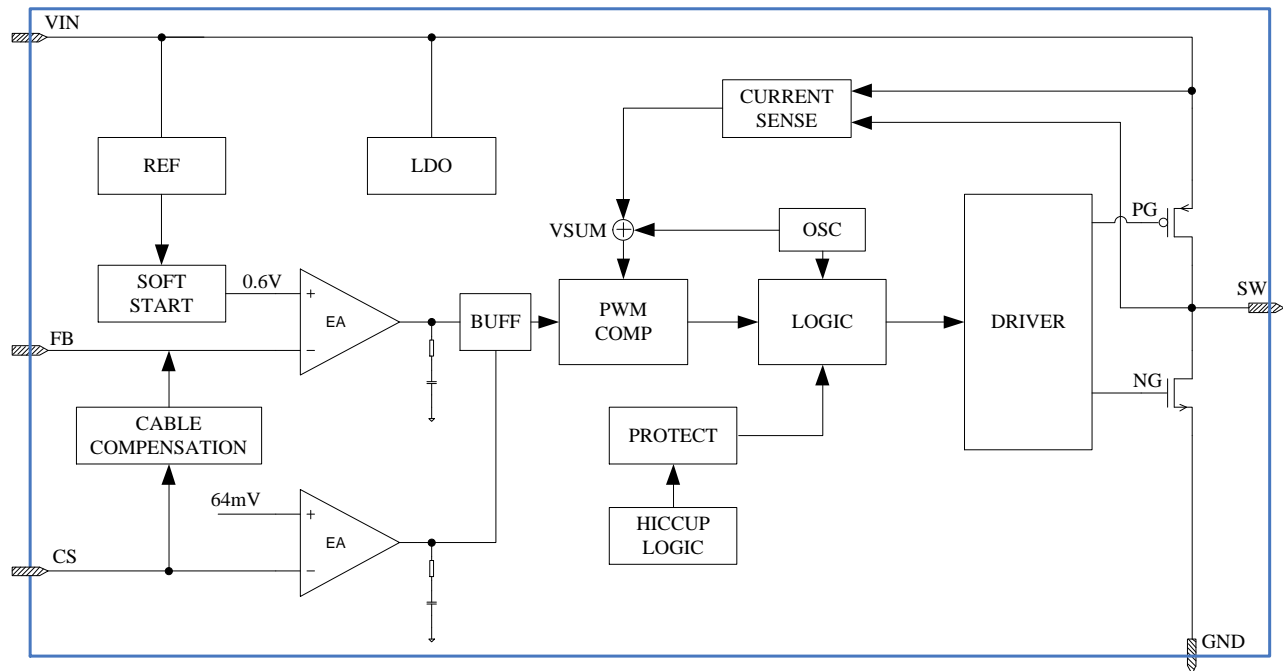 VIN
CURRENT
SENSE
REF
LDO
PG
VSUM
OSC
SOFT
START
0.6V
+
EA
−
BUFF
PWM
COMP
LOGIC
DRIVER
SW
FB
NG
CABLE
COMPENSATION
PROTECT
64mV
+
EA
−
HICCUP
LOGIC
CS
GND